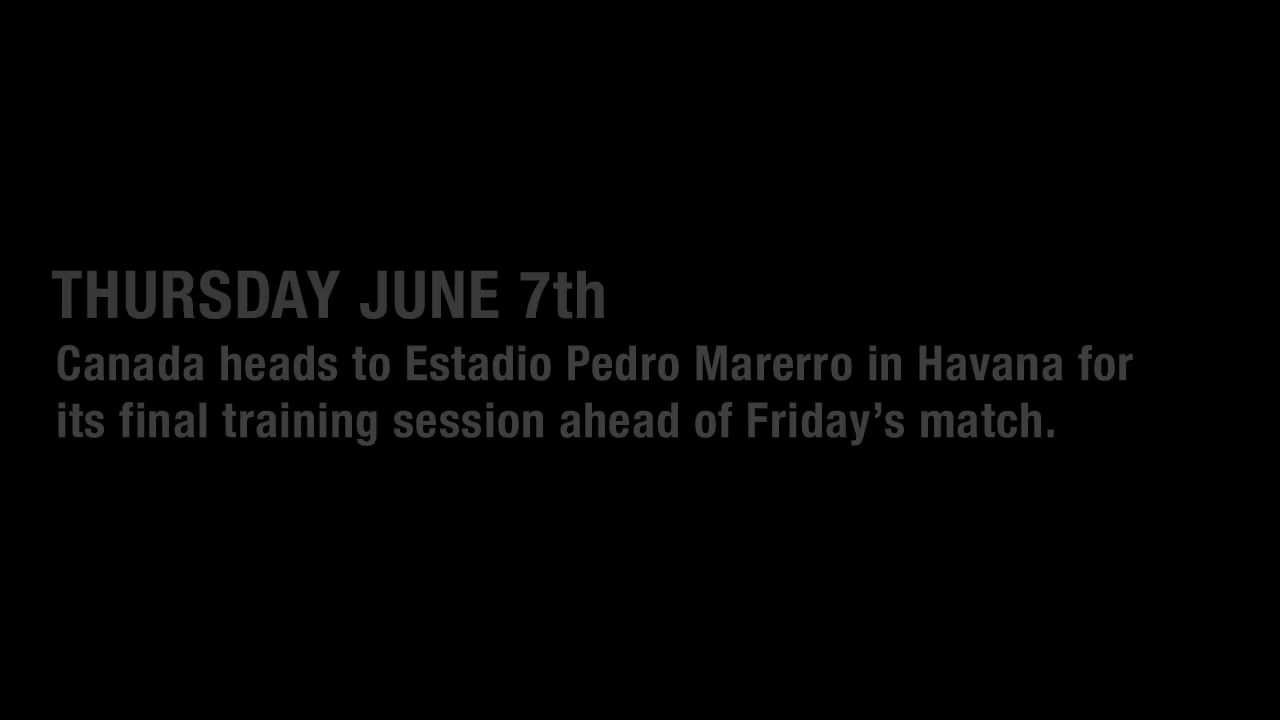 THURSDAY JUNE 7th
Canada heads to Estadio Pedro Marerro in Havana for
its final training session ahead of Friday’s match.